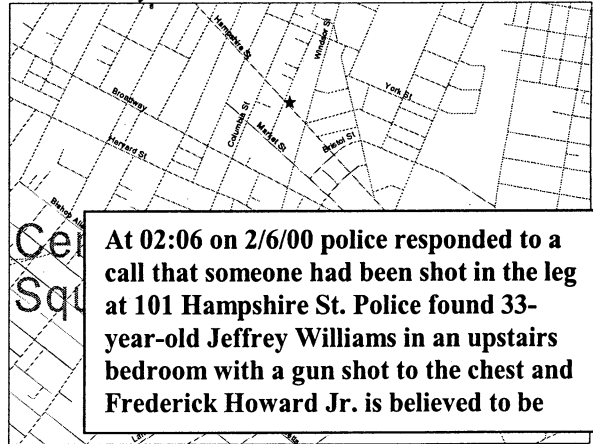 Hampshire St
Windsor St
York St
Broadway
Columbia St
Market St
Bristol St
Harvard St
Bishop
At 02:06 on 2/6/00 police responded to a
call that someone had been shot in the leg
at 101 Hampshire St. Police found 33-
year-old Jeffrey Williams in an upstairs
bedroom with a gun shot to the chest and
Frederick Howard Jr. is believed to be